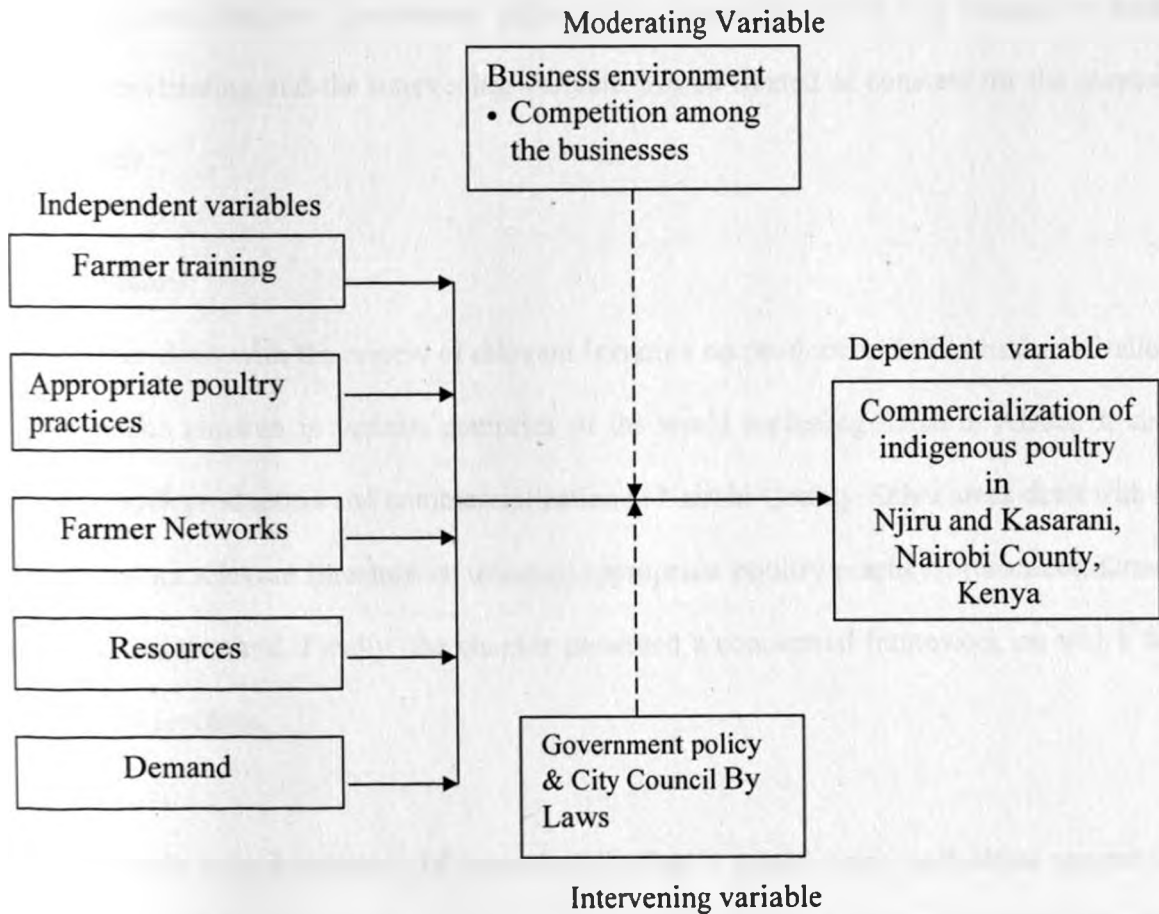 Moderating Variable
Business environment
• Competition among
the businesses
Independent variables
Farmer training
Appropriate poultry
practices
Farmer Networks
Resources
Demand
Dependent variable
Commercialization of
indigenous poultry
in
Njiru and Kasarani,
Nairobi County,
Kenya
Government policy
& City Council By
Laws
Intervening variable